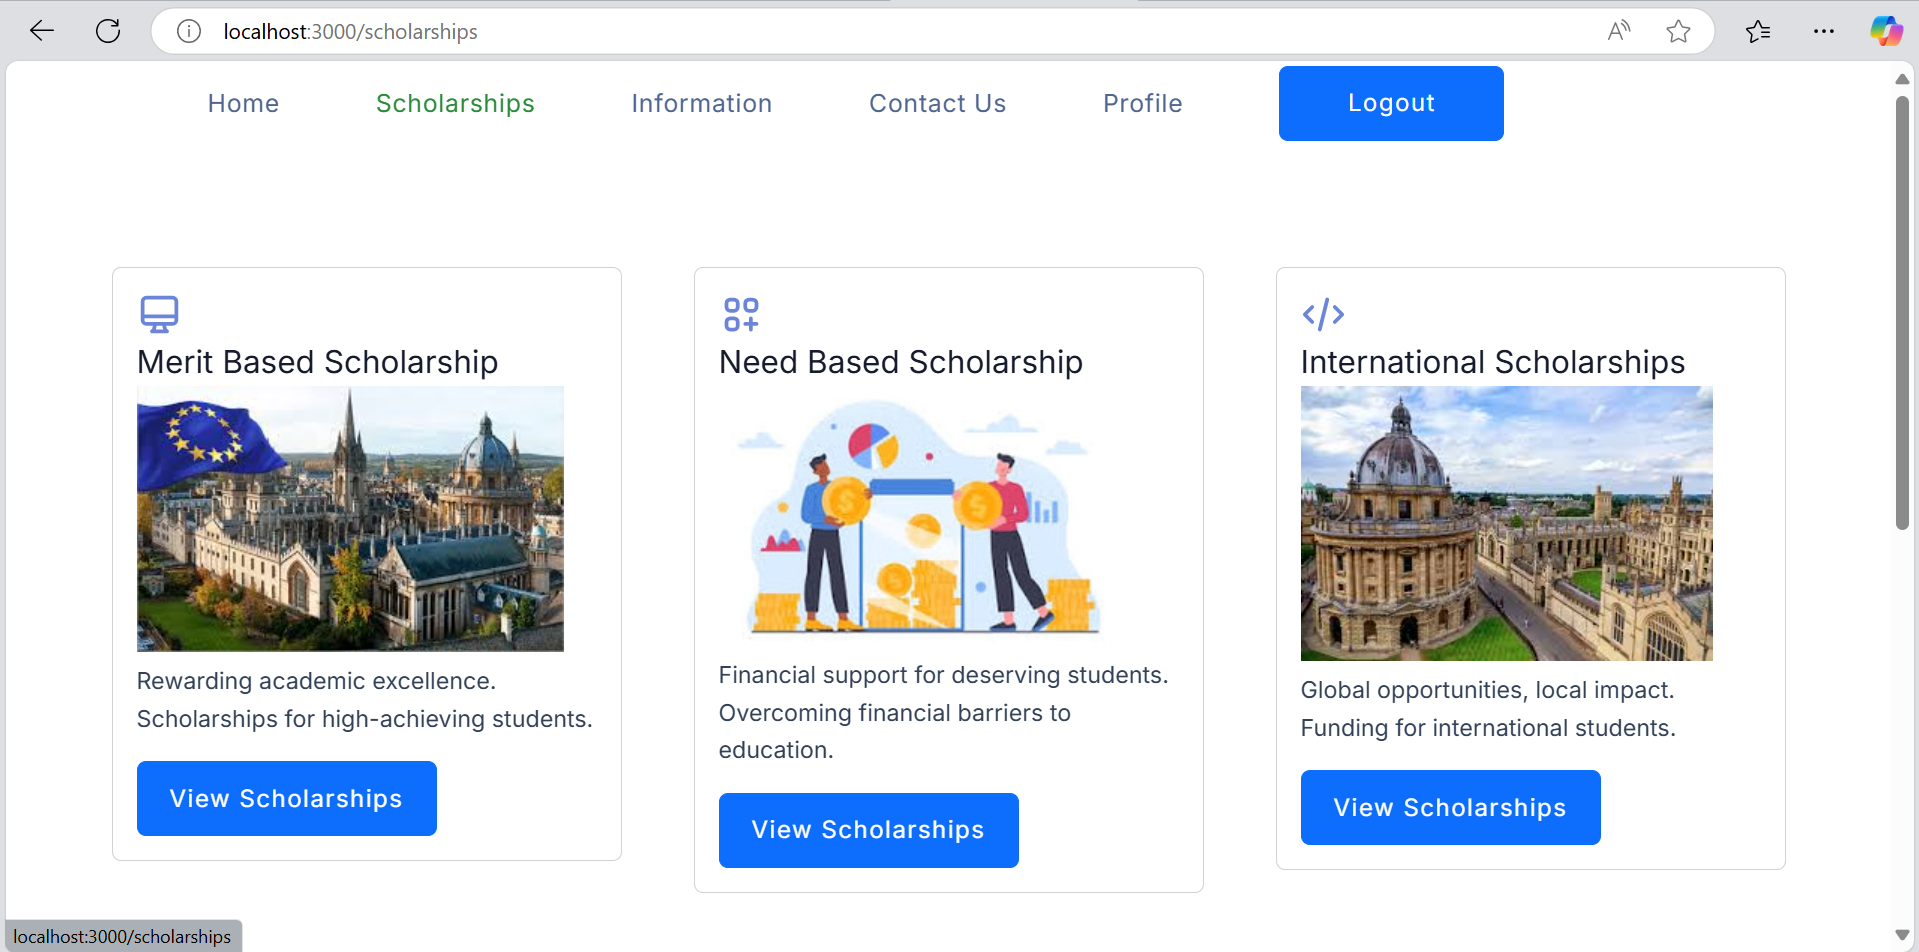 localhost:3000/scholarships
Home
Scholarships
Information
Contact Us
Profile
Logout
Merit Based Scholarship
Rewarding academic excellence.
Scholarships for high-achieving students.
View Scholarships
Need Based Scholarship
Financial support for deserving students.
Overcoming financial barriers to
education.
View Scholarships
International Scholarships
Global opportunities, local impact.
Funding for international students.
View Scholarships
localhost:3000/scholarships